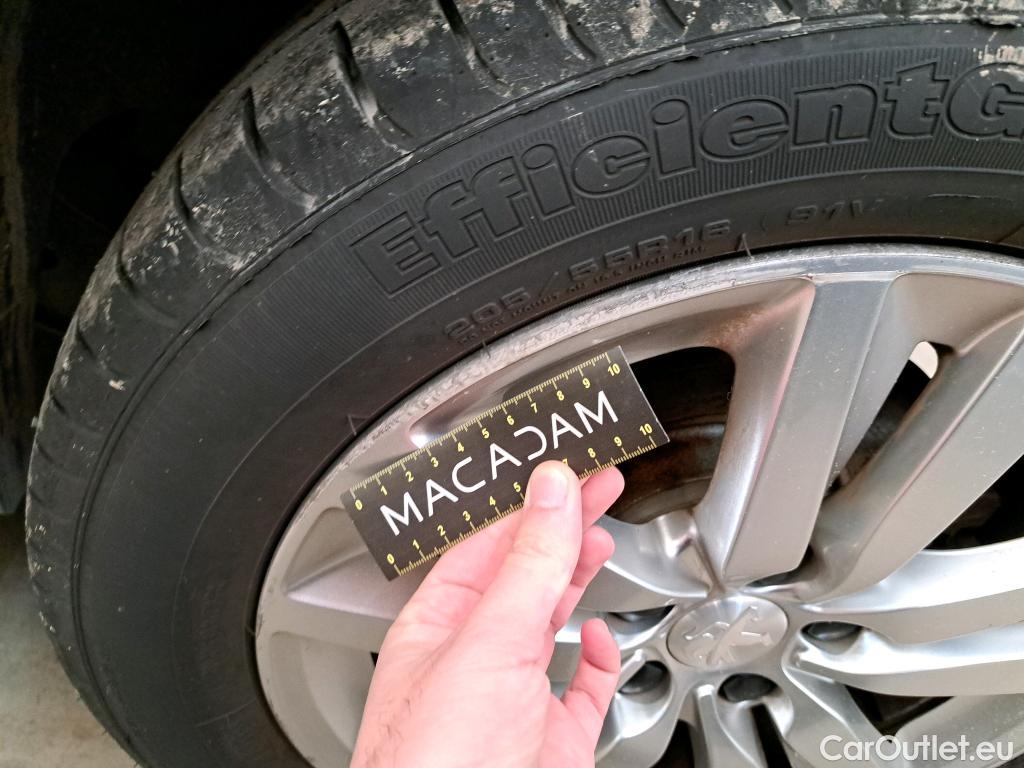 EfficientG
205/55R16 91V
0 1 2 3 4 5 6 7 8 9 10
MACADAM
0 1 2 3 4 5 7 8 9 10
CarOutlet.eu